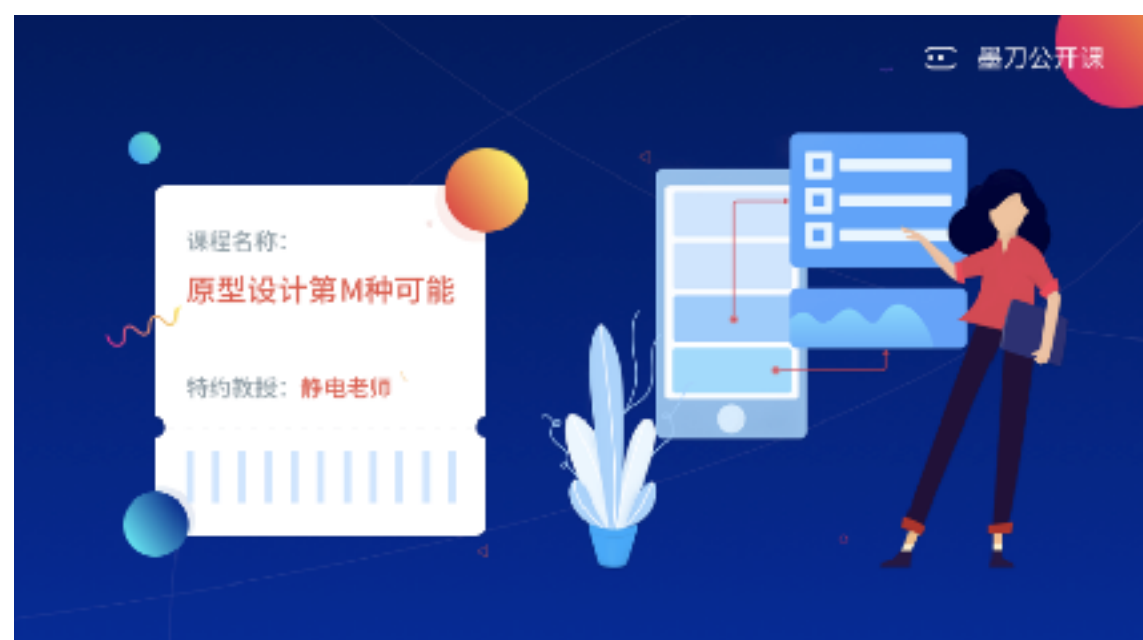 墨刀公开课
课程名称：
原型设计第M种可能
特约教授：静电老师